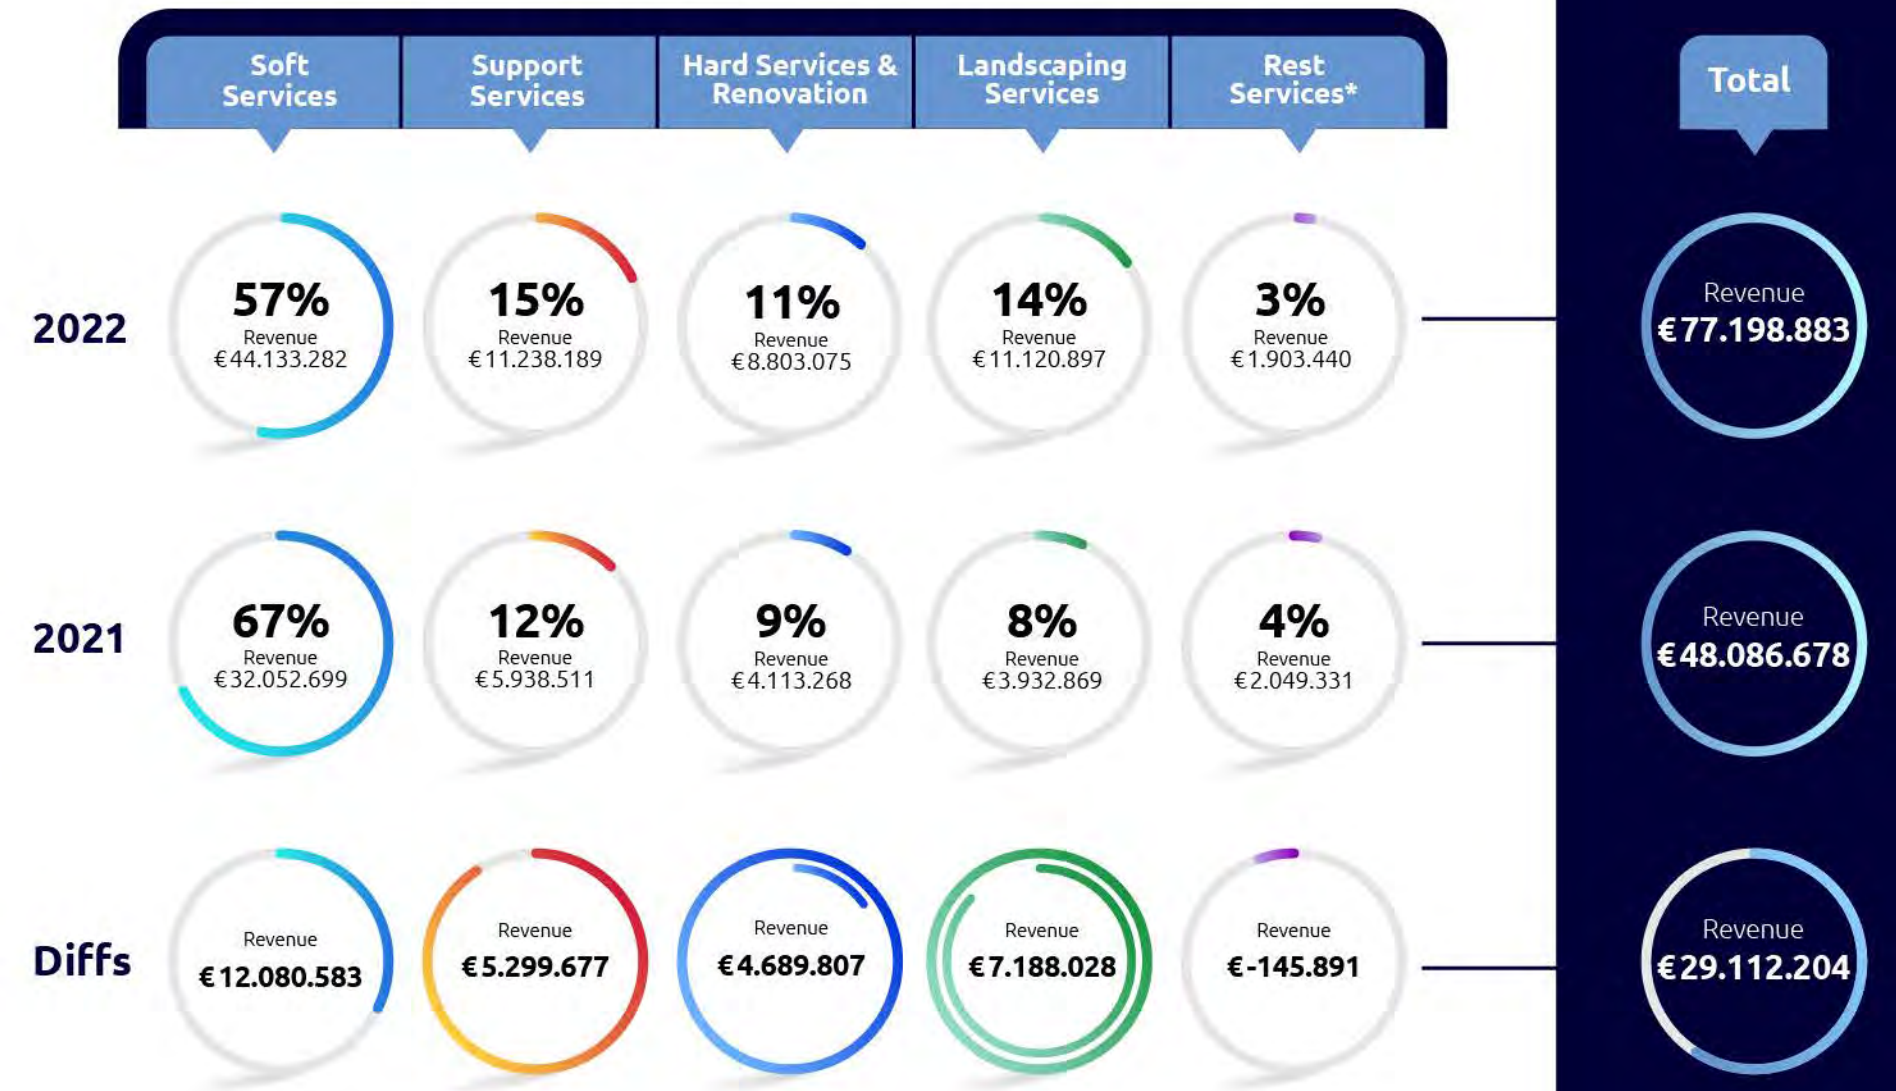 Soft
Services
Support
Services
Hard Services &
Renovation
Landscaping
Services
Rest
Services*
Total
2022
57%
Revenue
€44.133.282
15%
Revenue
€11.238.189
11%
Revenue
€8.803.075
14%
Revenue
€11.120.897
3%
Revenue
€1.903.440
Revenue
€77.198.883
2021
67%
Revenue
€32.052.699
12%
Revenue
€5.938.511
9%
Revenue
€4.113.268
8%
Revenue
€3.932.869
4%
Revenue
€2.049.331
Revenue
€48.086.678
Diffs
Revenue
€12.080.583
Revenue
€5.299.677
Revenue
€4.689.807
Revenue
€7.188.028
Revenue
€-145.891
Revenue
€29.112.204